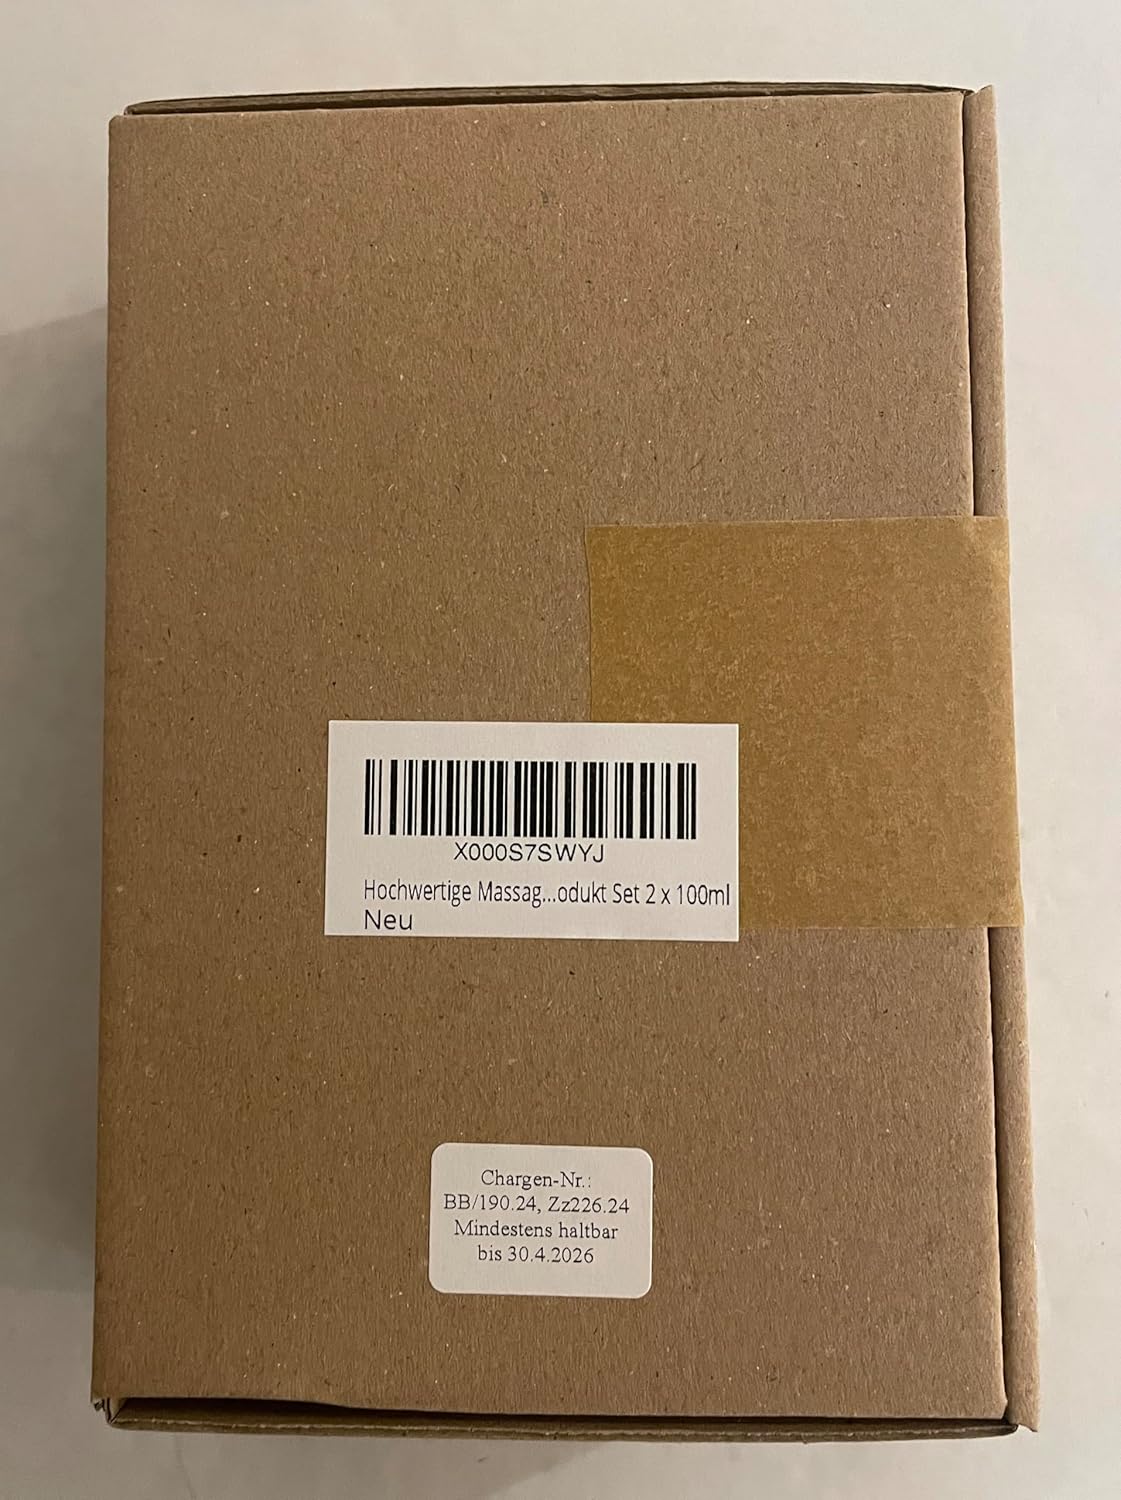 X000S7SWYJ
Hochwertige Massag...odukt Set 2 x 100ml
Neu
Chargen-Nr.:
BB/190.24, Zz226.24
Mindestens haltbar
bis 30.4.2026